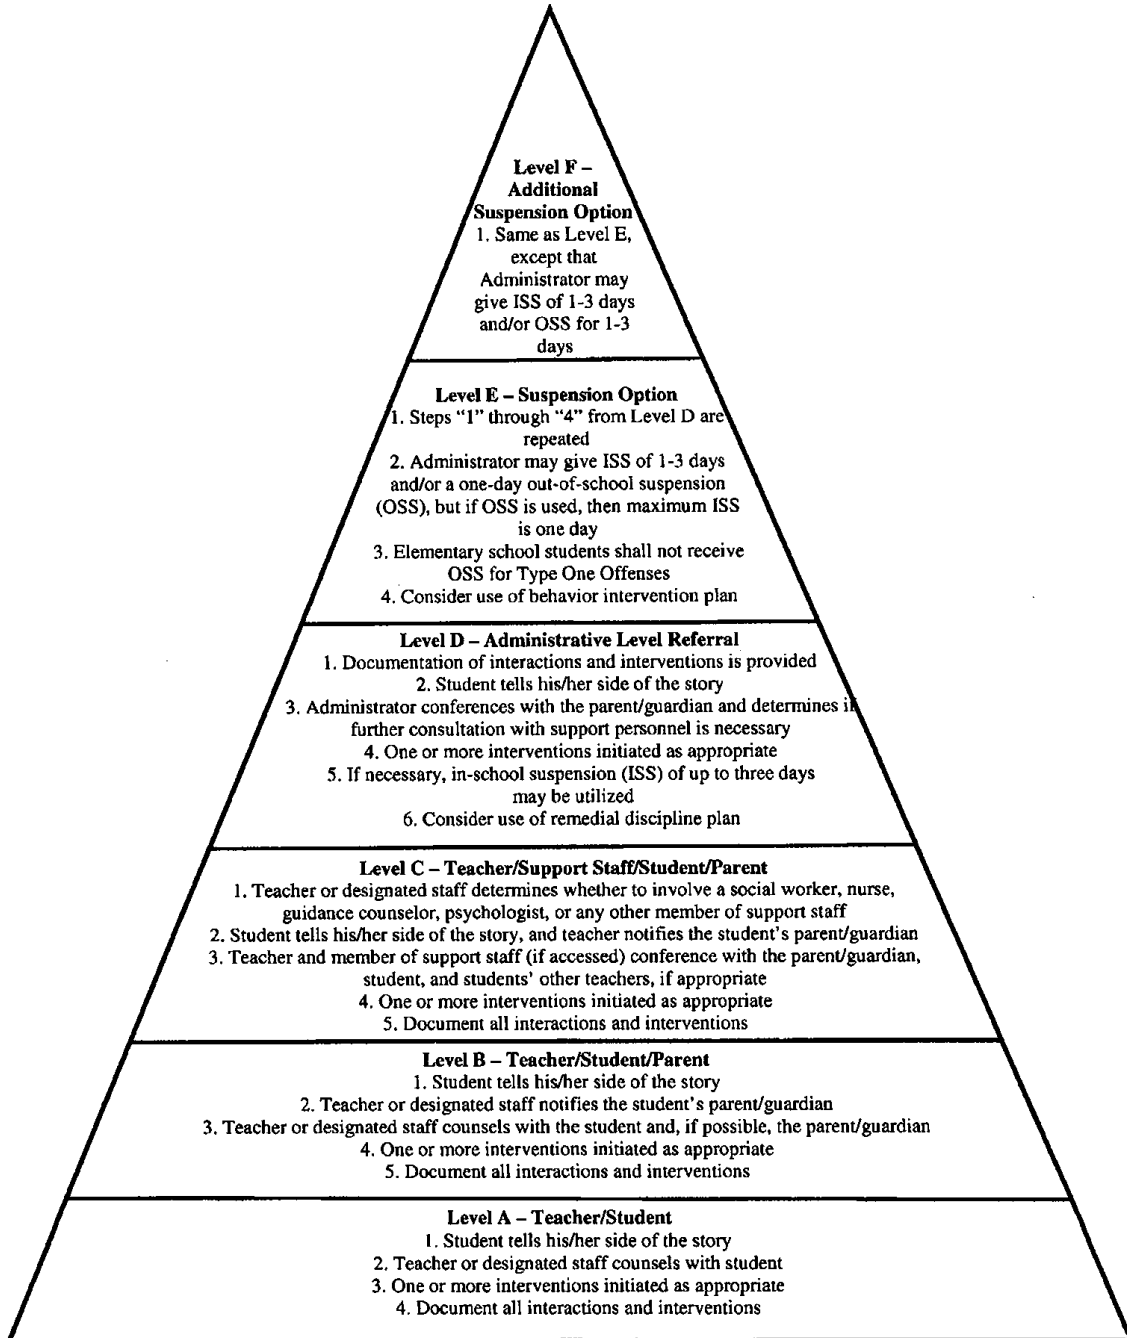 Level F –
Additional
Suspension Option
1. Same as Level E,
except that
Administrator may
give ISS of 1-3 days
and/or OSS for 1-3
days
Level E – Suspension Option
1. Steps “1” through “4” from Level D are
repeated
2. Administrator may give ISS of 1-3 days
and/or a one-day out-of-school suspension
(OSS), but if OSS is used, then maximum ISS
is one day
3. Elementary school students shall not receive
OSS for Type One Offenses
4. Consider use of behavior intervention plan
Level D – Administrative Level Referral
1. Documentation of interactions and interventions is provided
2. Student tells his/her side of the story
3. Administrator conferences with the parent/guardian and determines if
further consultation with support personnel is necessary
4. One or more interventions initiated as appropriate
5. If necessary, in-school suspension (ISS) of up to three days
may be utilized
6. Consider use of remedial discipline plan
Level C – Teacher/Support Staff/Student/Parent
1. Teacher or designated staff determines whether to involve a social worker, nurse,
guidance counselor, psychologist, or any other member of support staff
2. Student tells his/her side of the story, and teacher notifies the student’s parent/guardian
3. Teacher and member of support staff (if accessed) conference with the parent/guardian,
student, and students’ other teachers, if appropriate
4. One or more interventions initiated as appropriate
5. Document all interactions and interventions
Level B – Teacher/Student/Parent
1. Student tells his/her side of the story
2. Teacher or designated staff notifies the student’s parent/guardian
3. Teacher or designated staff counsels with the student and, if possible, the parent/guardian
4. One or more interventions initiated as appropriate
5. Document all interactions and interventions
Level A – Teacher/Student
1. Student tells his/her side of the story
2. Teacher or designated staff counsels with student
3. One or more interventions initiated as appropriate
4. Document all interactions and interventions